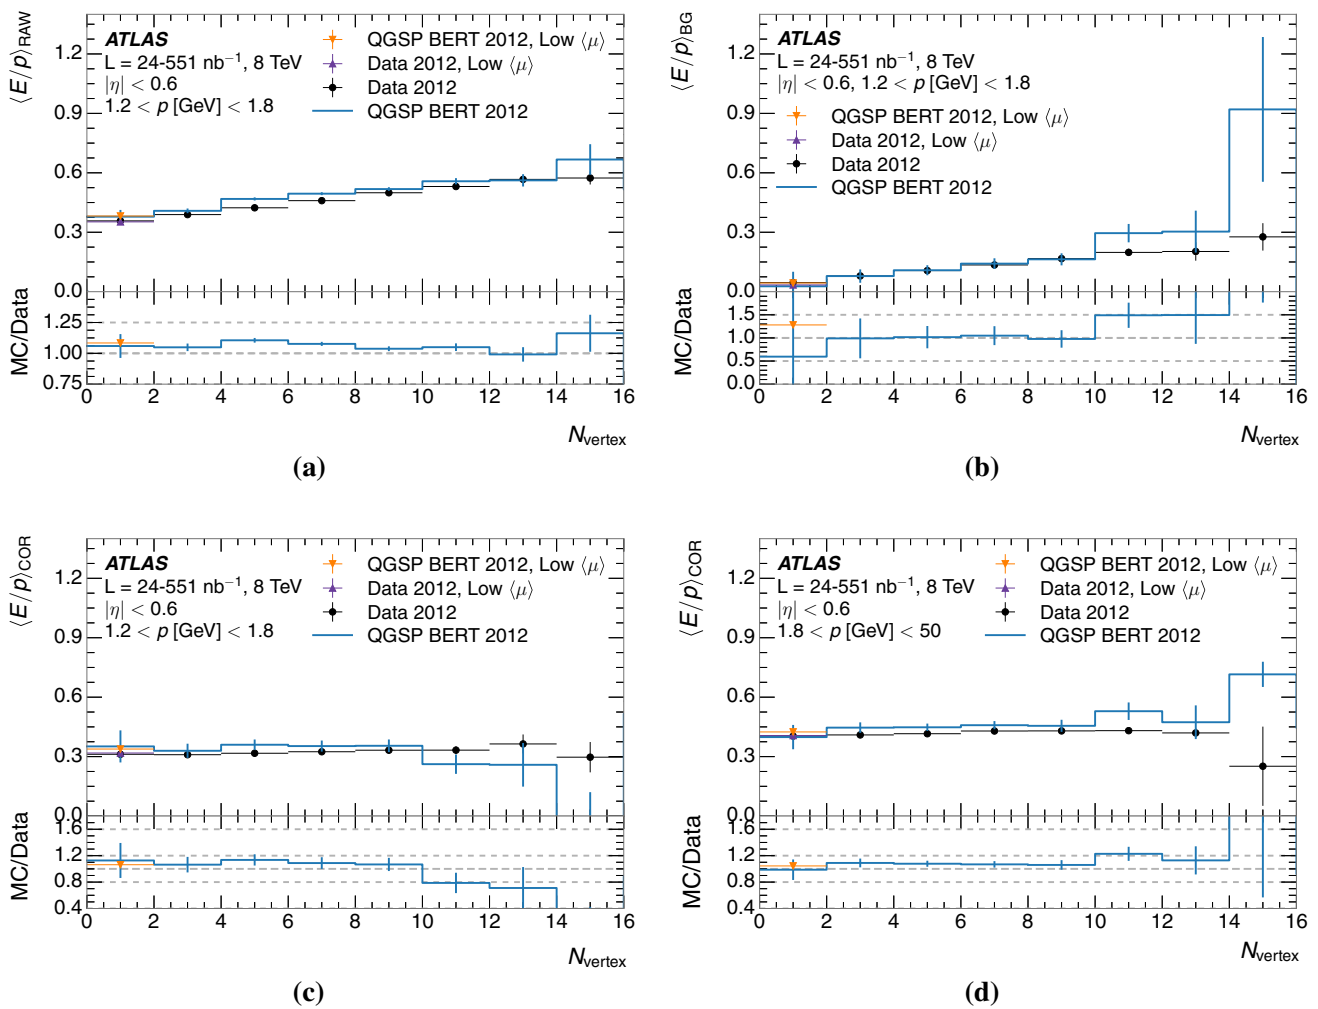 ⟨E/p⟩RAW
1.2
0.9
0.6
0.3
0.0
ATLAS
L = 24-551 nb−1, 8 TeV
|η| < 0.6
1.2 < p [GeV] < 1.8
QGSP BERT 2012, Low ⟨μ⟩
Data 2012, Low ⟨μ⟩
Data 2012
QGSP BERT 2012
MC/Data
1.25
1.00
0.75
0 2 4 6 8 10 12 14 16
Nvertex
(a)
⟨E/p⟩BG
1.2
0.9
0.6
0.3
0.0
ATLAS
L = 24-551 nb−1, 8 TeV
|η| < 0.6, 1.2 < p [GeV] < 1.8
QGSP BERT 2012, Low ⟨μ⟩
Data 2012, Low ⟨μ⟩
Data 2012
QGSP BERT 2012
MC/Data
1.5
1.0
0.5
0.0
0 2 4 6 8 10 12 14 16
Nvertex
(b)
⟨E/p⟩COR
1.2
0.9
0.6
0.3
0.0
ATLAS
L = 24-551 nb−1, 8 TeV
|η| < 0.6
1.2 < p [GeV] < 1.8
QGSP BERT 2012, Low ⟨μ⟩
Data 2012, Low ⟨μ⟩
Data 2012
QGSP BERT 2012
MC/Data
1.6
1.2
0.8
0.4
0 2 4 6 8 10 12 14 16
Nvertex
(c)
⟨E/p⟩COR
1.2
0.9
0.6
0.3
0.0
ATLAS
L = 24-551 nb−1, 8 TeV
|η| < 0.6
1.8 < p [GeV] < 50
QGSP BERT 2012, Low ⟨μ⟩
Data 2012, Low ⟨μ⟩
Data 2012
QGSP BERT 2012
MC/Data
1.6
1.2
0.8
0.4
0 2 4 6 8 10 12 14 16
Nvertex
(d)